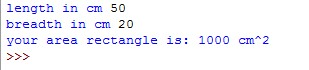 length in cm 50
breadth in cm 20
your area rectangle is: 1000 cm^2
>>>